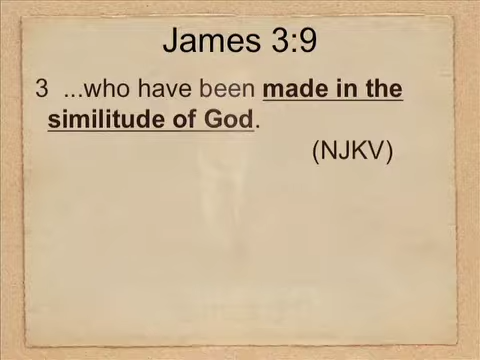 James 3:9
3 ...who have been made in the
similitude of God.
(NJKV)